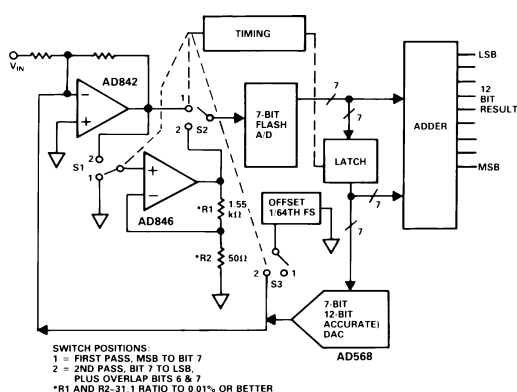 TIMING
VIN
AD842
1
2
S2
7-BIT
FLASH
A/D
7
7
ADDER
LSB
12
BIT
RESULT
MSB
LATCH
7
7
S1
2
1
AD846
*R1
1.55
kΩ
*R2
50Ω
OFFSET
1/64TH FS
2
1
S3
7-BIT
12-BIT
ACCURATE)
DAC
AD568
SWITCH POSITIONS:
1 = FIRST PASS, MSB TO BIT 7
2 = 2ND PASS, BIT 7 TO LSB,
PLUS OVERLAP BITS 6 & 7
*R1 AND R2–31:1 RATIO TO 0.01% OR BETTER